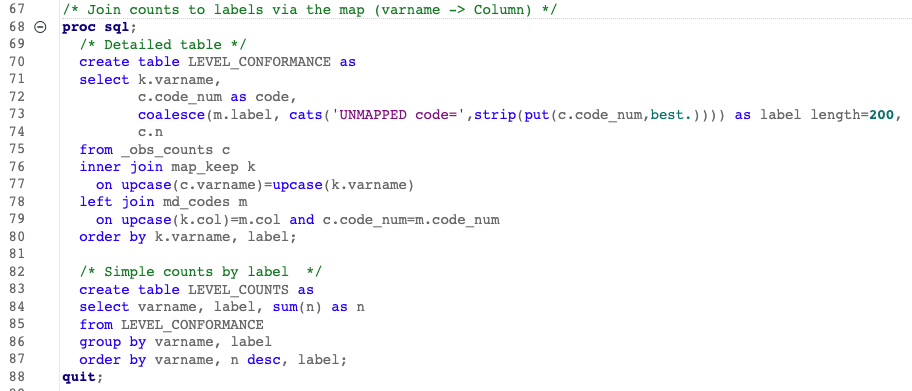 67 /* Join counts to labels via the map (varname -> Column) */
68 proc sql;
69 /* Detailed table */
70 create table LEVEL_CONFORMANCE as
71 select k.varname,
72 c.code_num as code,
73 coalesce(m.label, cats('UNMAPPED code=',strip(put(c.code_num,best.)))) as label length=200,
74 c.n
75 from _obs_counts c
76 inner join map_keep k
77 on upcase(c.varname)=upcase(k.varname)
78 left join md_codes m
79 on upcase(k.col)=m.col and c.code_num=m.code_num
80 order by k.varname, label;
81
82 /* Simple counts by label  */
83 create table LEVEL_COUNTS as
84 select varname, label, sum(n) as n
85 from LEVEL_CONFORMANCE
86 group by varname, label
87 order by varname, n desc, label;
88 quit;